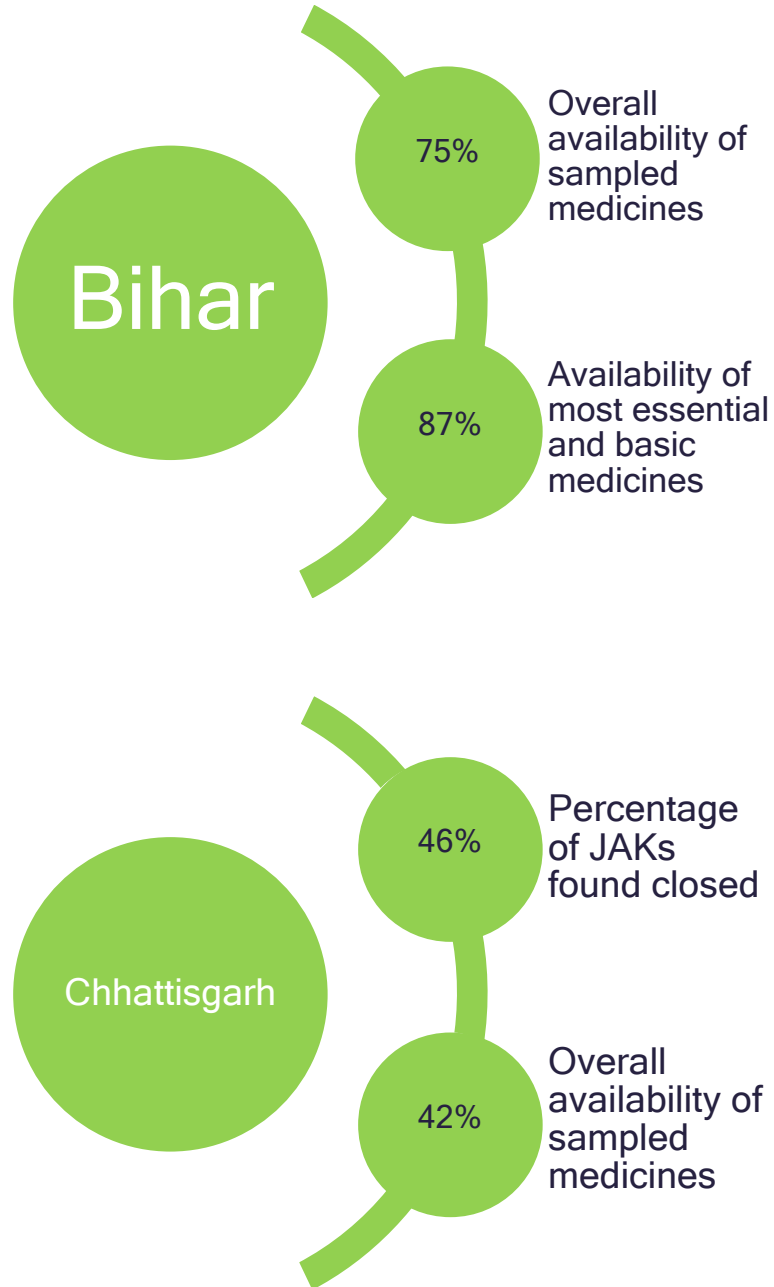 Bihar
75%
Overall
availability of
sampled
medicines
87%
Availability of
most essential
and basic
medicines
Chhattisgarh
46%
Percentage
of JAKs
found closed
42%
Overall
availability of
sampled
medicines